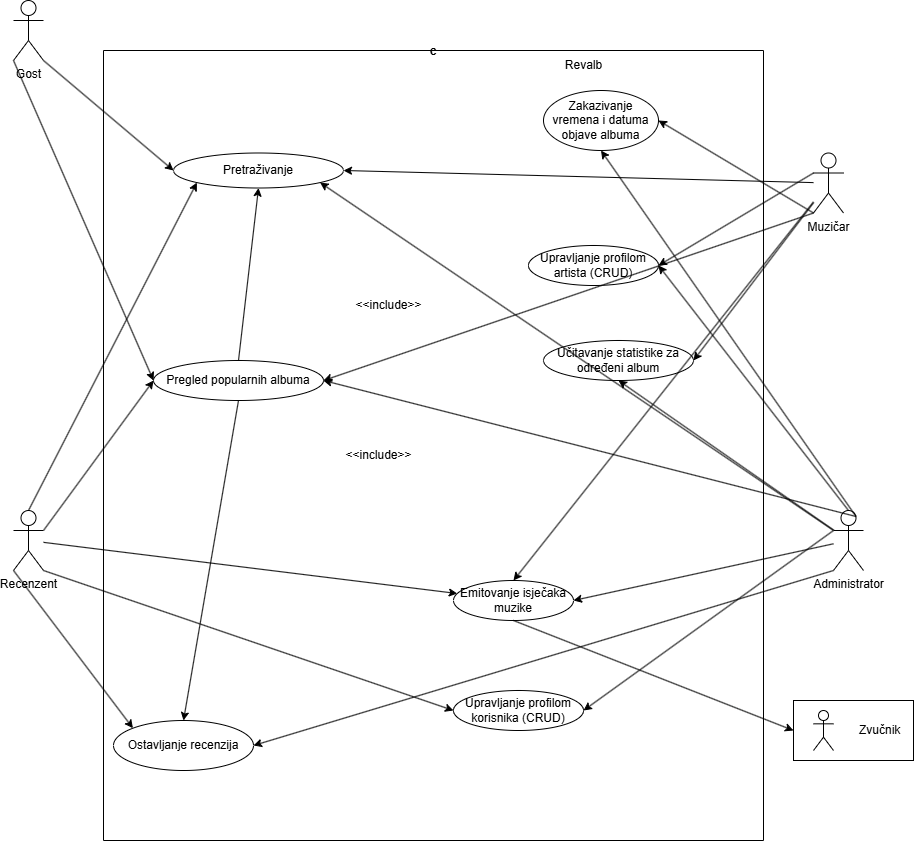 c
Revalb
Gost
Zakazivanje
vremena i datuma
objave albuma
Pretraživanje
Muzičar
Upravljanje profilom
artista (CRUD)
<<include>>
Učitavanje statistike za
određeni album
Pregled popularnih albuma
<<include>>
Recenzent
Administrator
Emitovanje isječaka
muzike
Upravljanje profilom
korisnika (CRUD)
Zvučnik
Ostavljanje recenzija